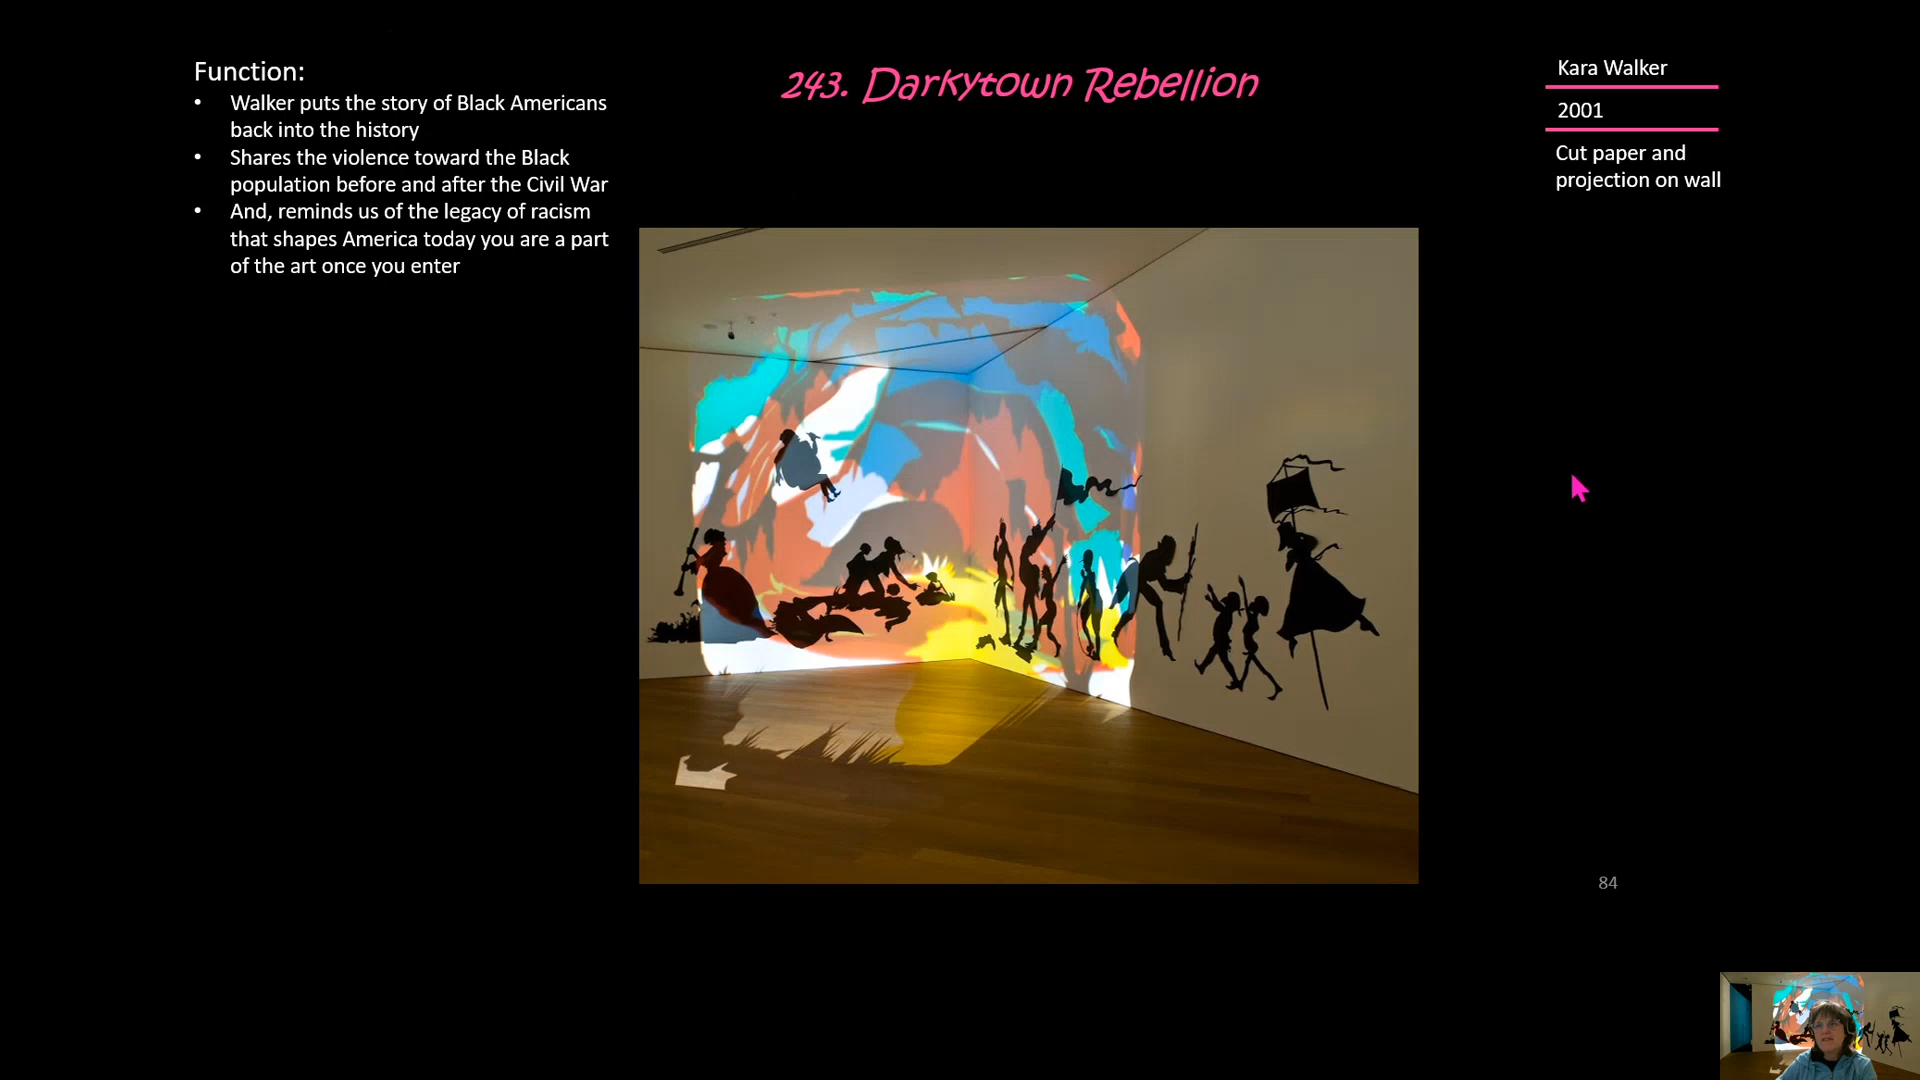 Function:
• Walker puts the story of Black Americans
back into the history
• Shares the violence toward the Black
population before and after the Civil War
• And, reminds us of the legacy of racism
that shapes America today you are a part
of the art once you enter
243. Darkytown Rebellion
Kara Walker
2001
Cut paper and
projection on wall
84